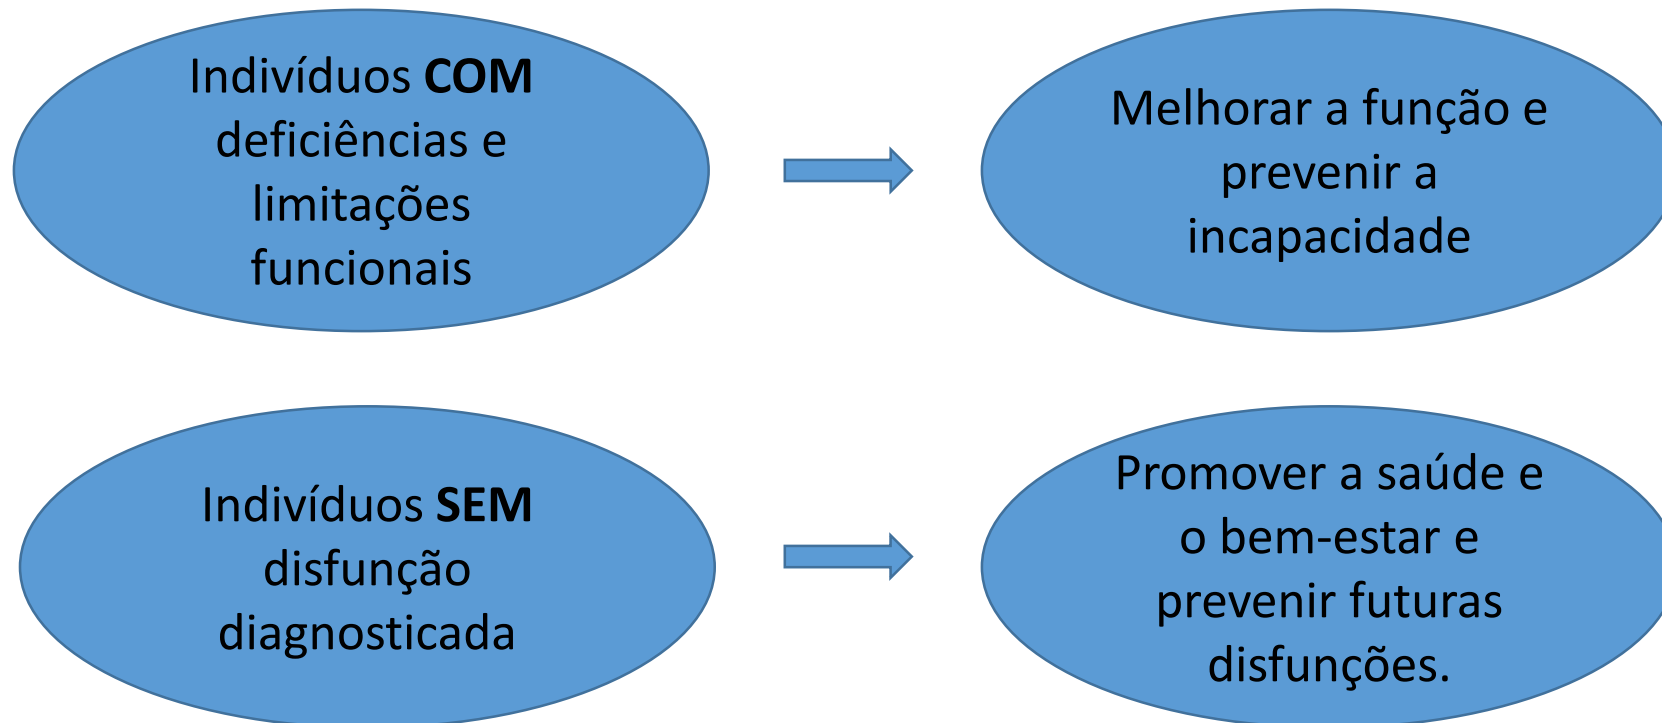 Indivíduos COM
deficiências e
limitações
funcionais
Melhorar a função e
prevenir a
incapacidade
Indivíduos SEM
disfunção
diagnosticada
Promover a saúde e
o bem-estar e
prevenir futuras
disfunções.